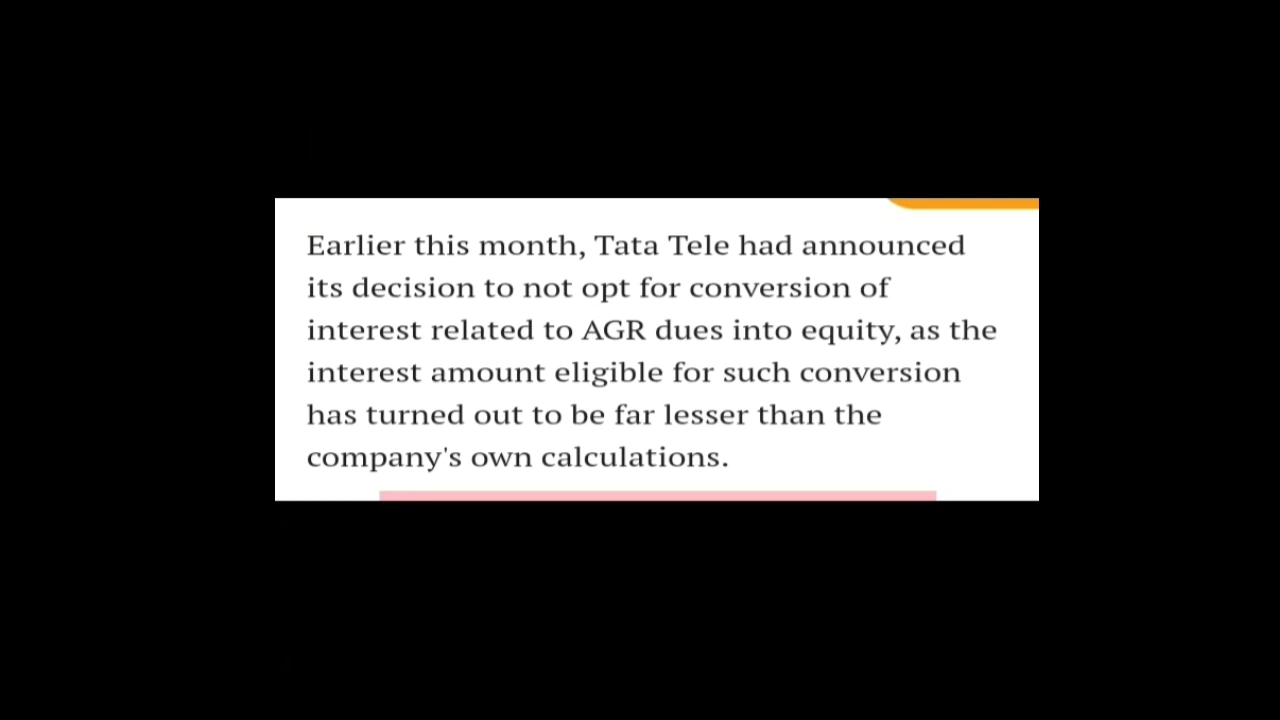 Earlier this month, Tata Tele had announced
its decision to not opt for conversion of
interest related to AGR dues into equity, as the
interest amount eligible for such conversion
has turned out to be far lesser than the
company's own calculations.